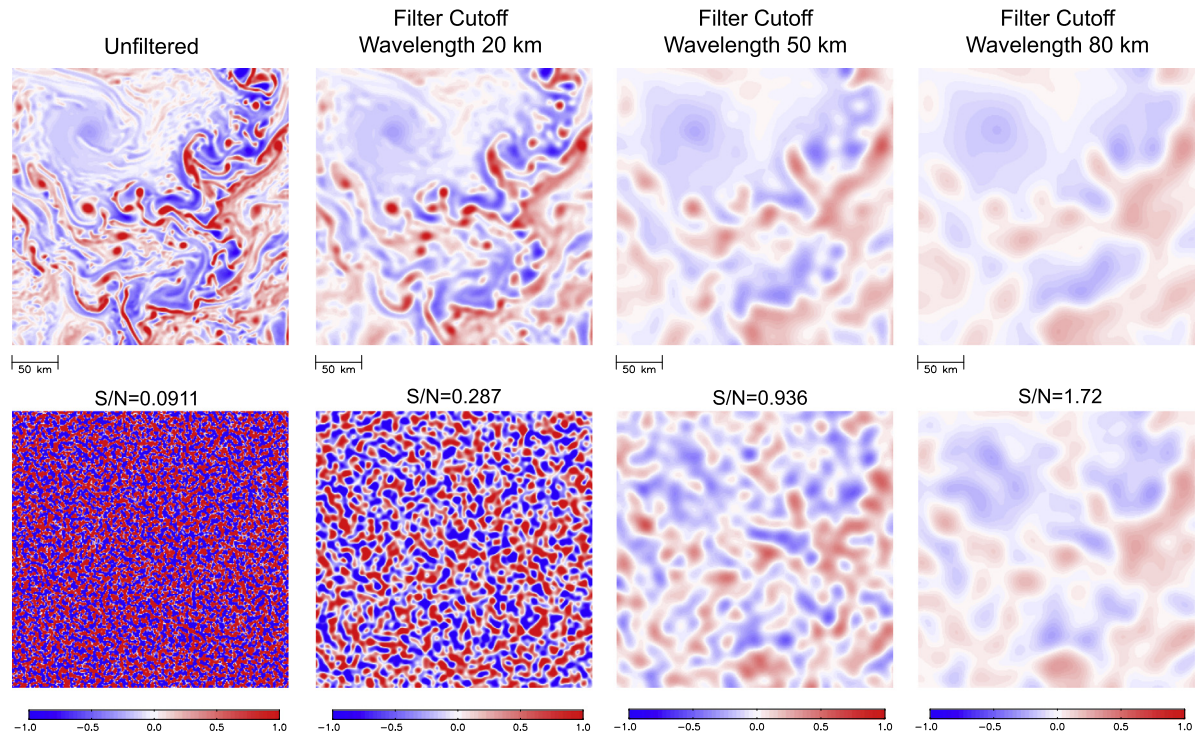 Unfiltered
Filter Cutoff
Wavelength 20 km
Filter Cutoff
Wavelength 50 km
Filter Cutoff
Wavelength 80 km
50 km
50 km
50 km
50 km
S/N=0.0911
S/N=0.287
S/N=0.936
S/N=1.72
−1.0 −0.5 0.0 0.5 1.0
−1.0 −0.5 0.0 0.5 1.0
−1.0 −0.5 0.0 0.5 1.0
−1.0 −0.5 0.0 0.5 1.0